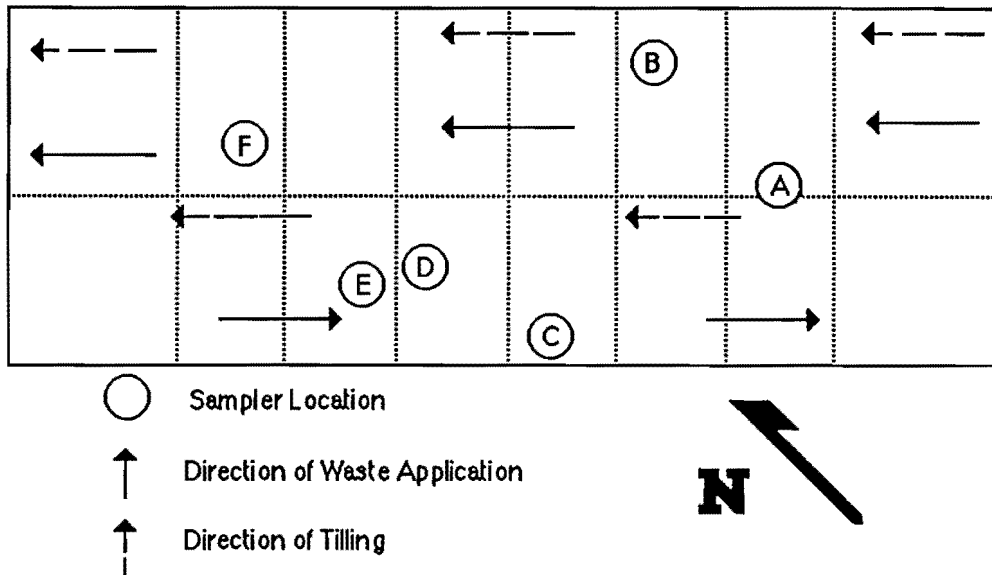 B
F
A
D
E
C
Sampler Location
Direction of Waste Application
N
Direction of Tilling